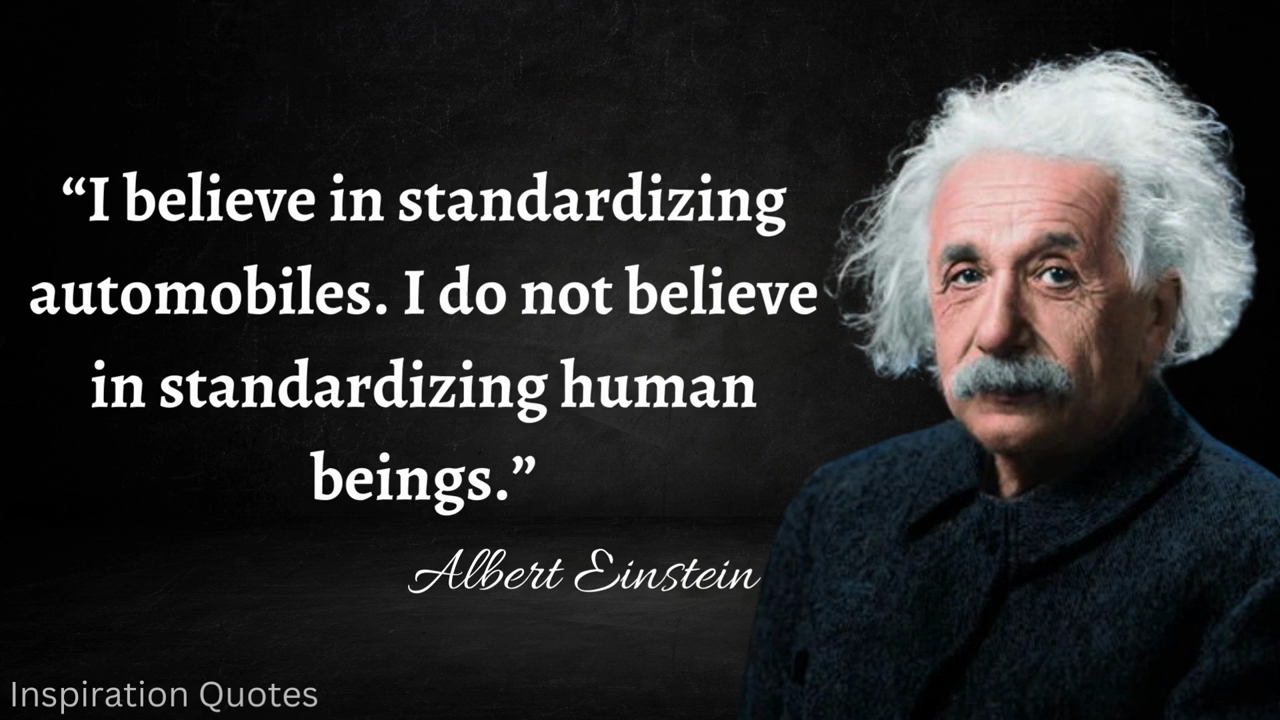 “I believe in standardizing
automobiles. I do not believe
in standardizing human
beings.”
Albert Einstein
Inspiration Quotes